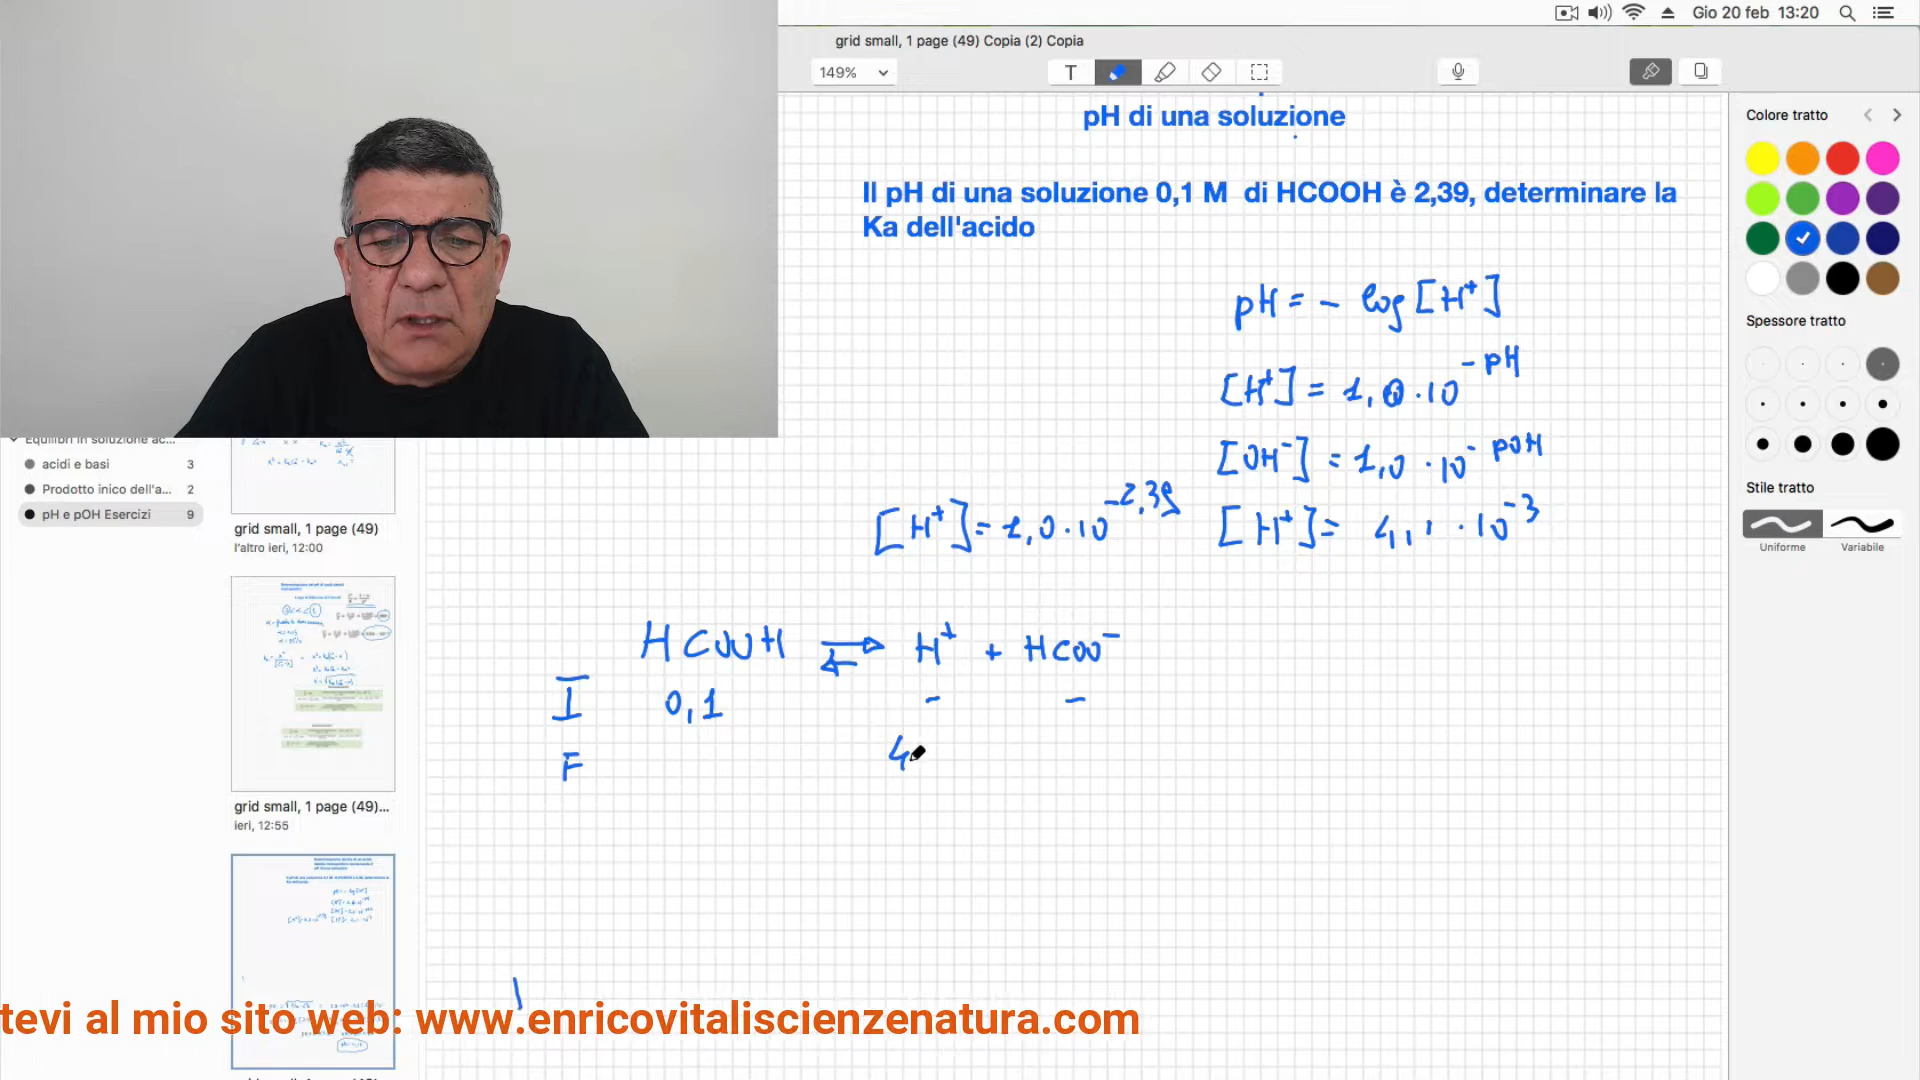 Gio 20 feb 13:20
grid small, 1 page (49) Copia (2) Copia
149%
T
pH di una soluzione
Il pH di una soluzione 0,1 M di HCOOH è 2,39, determinare la
Ka dell'acido
pH = - log [H⁺]
[H⁺] = 1,0 · 10^-pH
[OH⁻] = 1,0 · 10^-pOH
[H⁺] = 1,0 · 10^-2,39
[H⁺] = 4,1 · 10^-3
HCOOH ⇌ H⁺ + HCOO⁻
I 0,1 - -
F 4
Equilibri in soluzione ac...
acidi e basi 3
Prodotto inico dell'a... 2
pH e pOH Esercizi 9
grid small, 1 page (49)
l'altro ieri, 12:00
grid small, 1 page (49)...
ieri, 12:55
Colore tratto
Spessore tratto
Stile tratto
Uniforme Variabile
tevi al mio sito web: www.enricovitaliscienzenatura.com